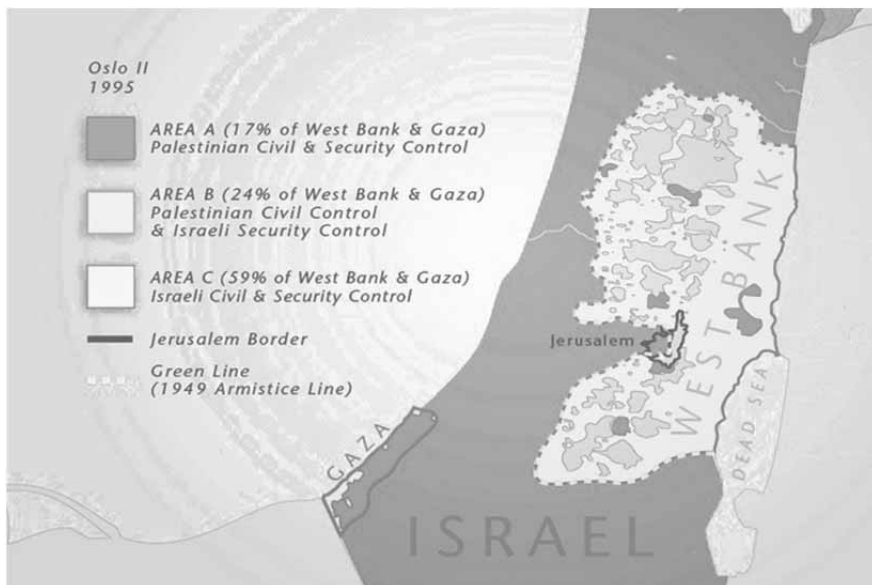 Oslo II
1995
AREA A (17% of West Bank & Gaza)
Palestinian Civil & Security Control
AREA B (24% of West Bank & Gaza)
Palestinian Civil Control
& Israeli Security Control
AREA C (59% of West Bank & Gaza)
Israeli Civil & Security Control
Jerusalem Border
Green Line
(1949 Armistice Line)
Jerusalem
WEST BANK
DEAD SEA
GAZA
ISRAEL